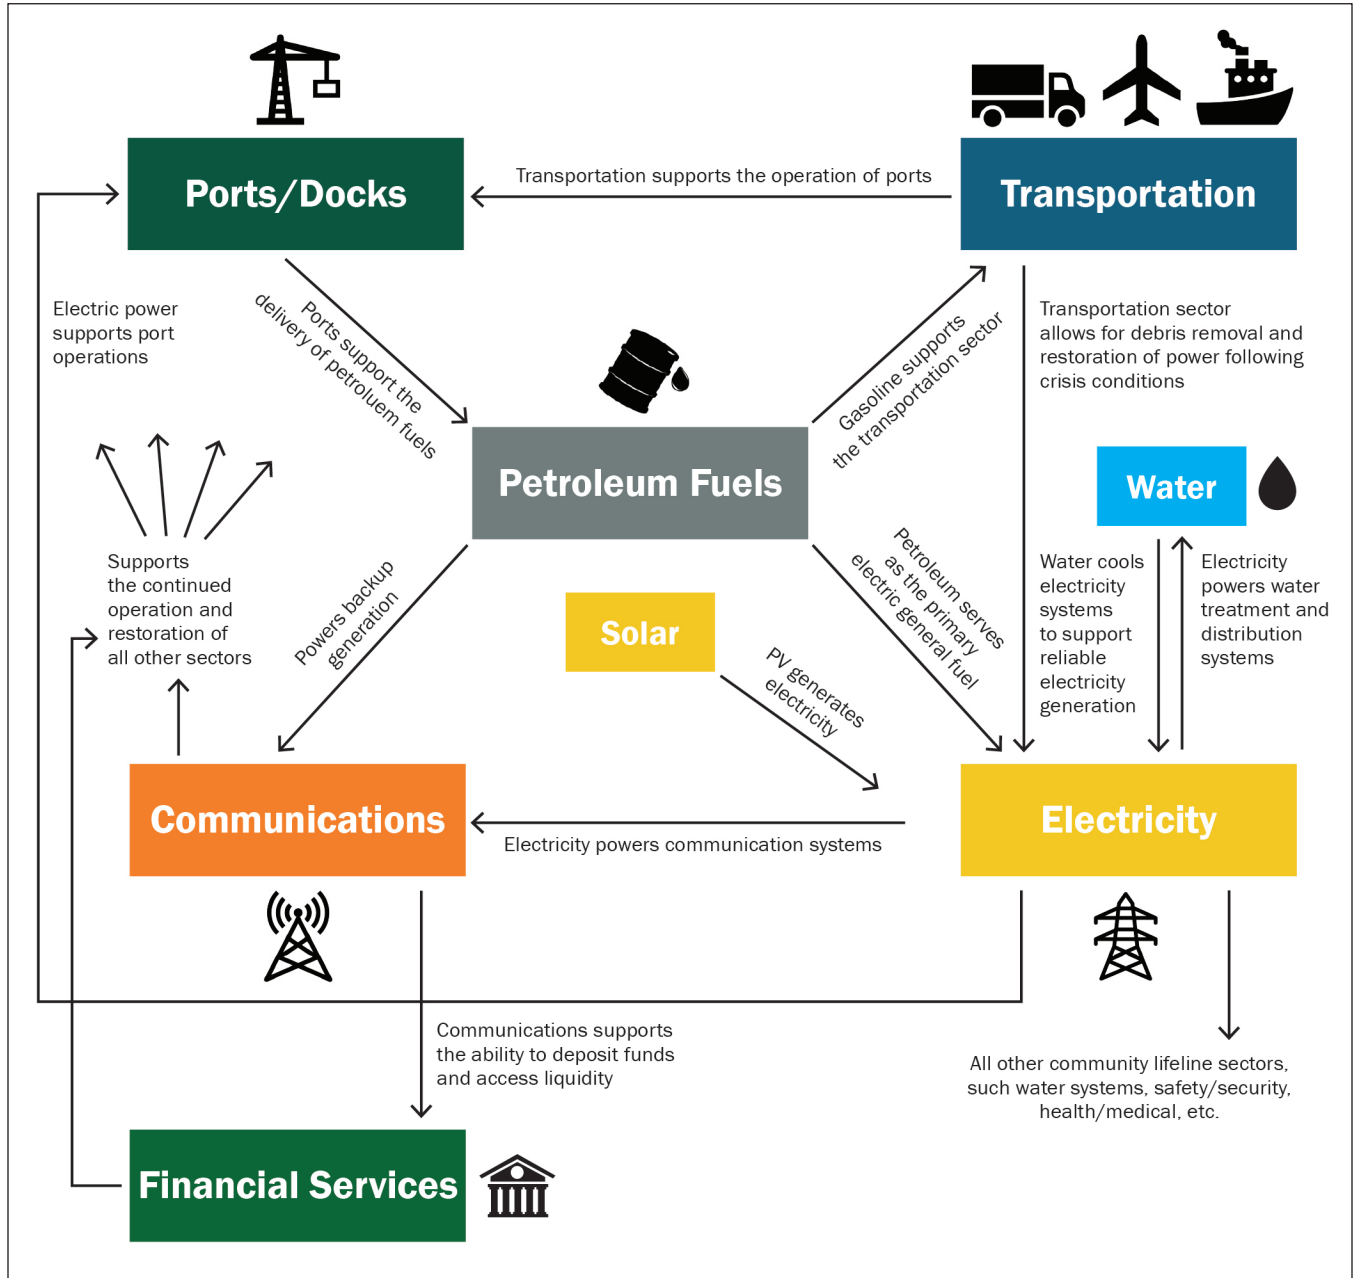 Ports/Docks
Transportation supports the operation of ports
Transportation
Electric power
supports port
operations
Ports support the
delivery of petroluem fuels
Gasoline supports
the transportation sector
Transportation sector
allows for debris removal and
restoration of power following
crisis conditions
Petroleum Fuels
Water
Supports
the continued
operation and
restoration of
all other sectors
Powers backup
generation
Solar
PV generates
electricity
Petroleum serves
as the primary
electric general fuel
Water cools
electricity
systems
to support
reliable
electricity
generation
Electricity
powers water
treatment and
distribution
systems
Communications
Electricity powers communication systems
Electricity
Communications supports
the ability to deposit funds
and access liquidity
All other community lifeline sectors,
such water systems, safety/security,
health/medical, etc.
Financial Services